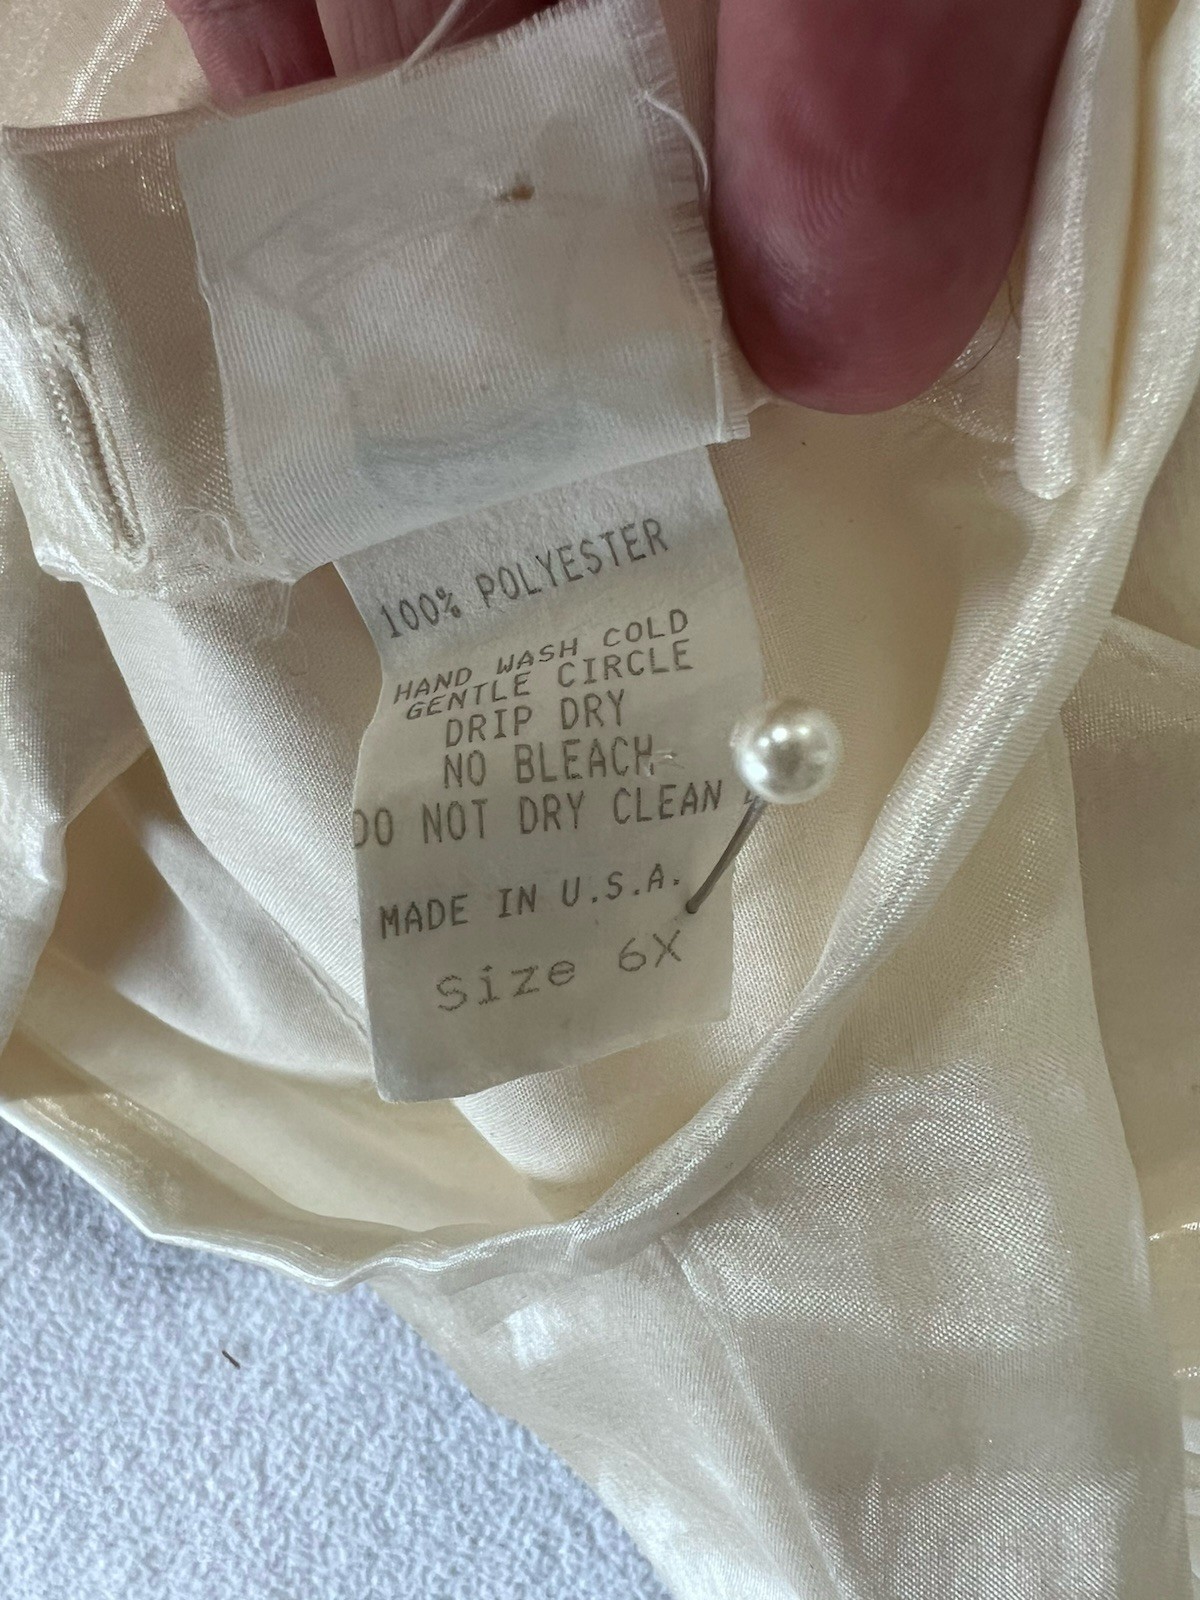 100% POLYESTER
HAND WASH COLD
GENTLE CIRCLE
DRIP DRY
NO BLEACH
DO NOT DRY CLEAN
MADE IN U.S.A.
Size 6X